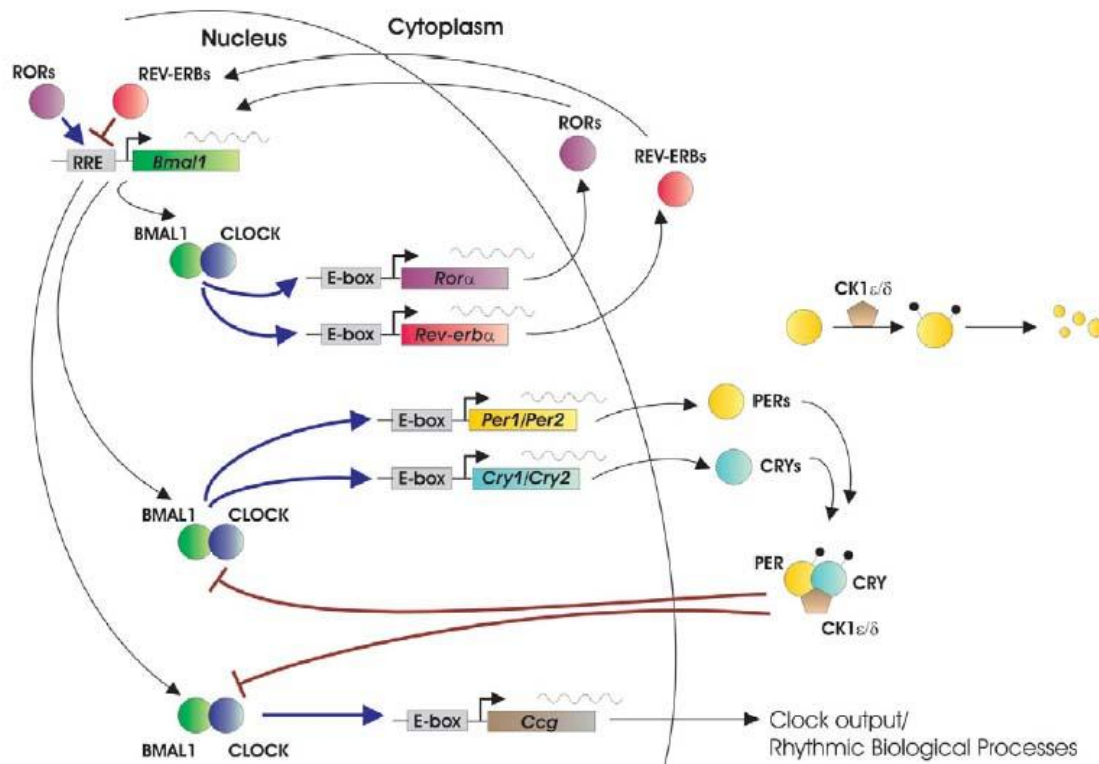 Cytoplasm
Nucleus
RORs
REV-ERBs
RRE
Bmal1
RORs
REV-ERBs
BMAL1
CLOCK
E-box
Rorα
E-box
Rev-erbα
CK1ε/δ
E-box
Per1/Per2
PERs
E-box
Cry1/Cry2
CRYs
BMAL1
CLOCK
PER
CRY
CK1ε/δ
BMAL1
CLOCK
E-box
Ccg
Clock output/
Rhythmic Biological Processes